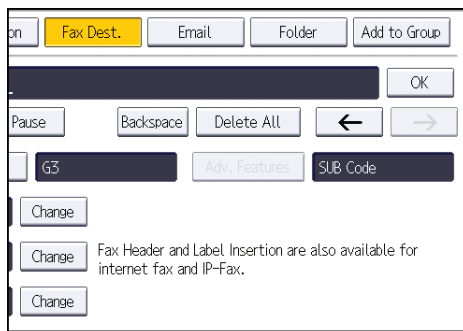 on Fax Dest. Email Folder Add to Group
_ OK
Pause Backspace Delete All ← →
G3 Adv. Features SUB Code
Change
Change Fax Header and Label Insertion are also available for
internet fax and IP-Fax.
Change